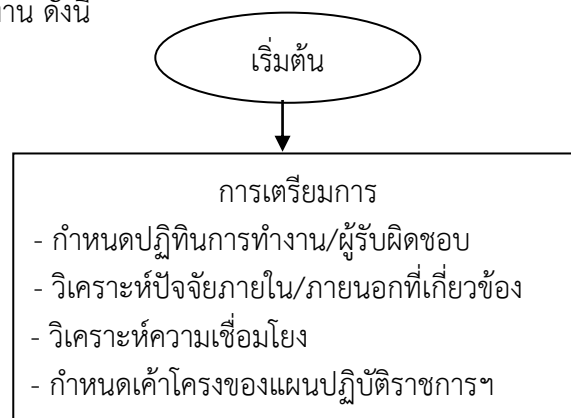 งาน ดังนี้
เริ่มต้น
การเตรียมการ
- กำหนดปฏิทินการทำงาน/ผู้รับผิดชอบ
- วิเคราะห์ปัจจัยภายใน/ภายนอกที่เกี่ยวข้อง
- วิเคราะห์ความเชื่อมโยง
- กำหนดเค้าโครงของแผนปฏิบัติราชการฯ